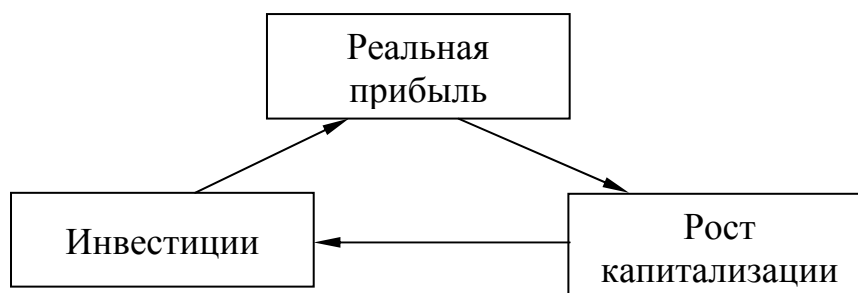 Реальная
прибыль
Инвестиции
Рост
капитализации